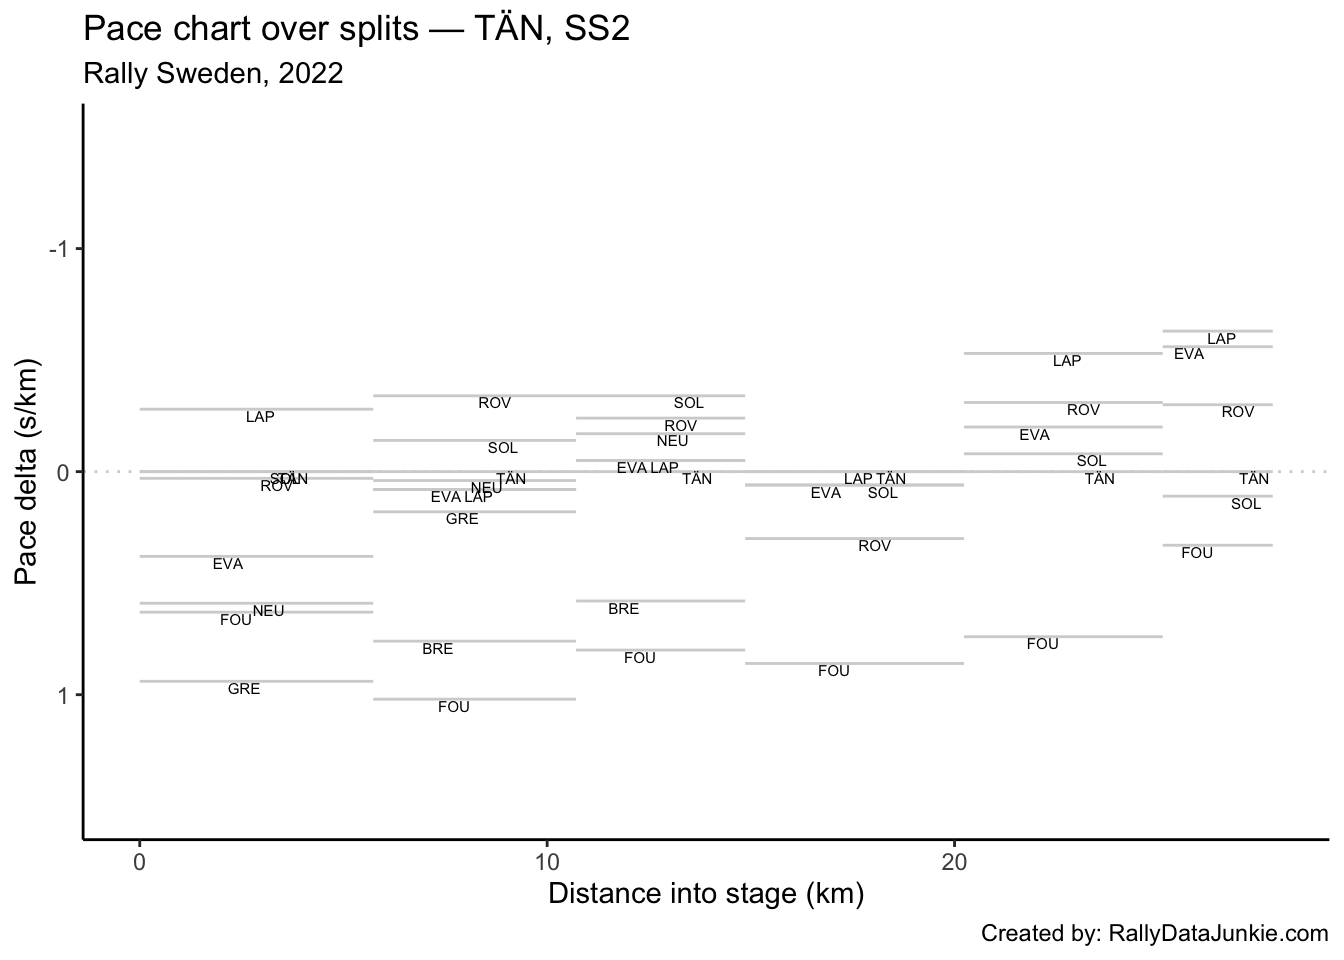 Pace chart over splits — TÄN, SS2
Rally Sweden, 2022
Pace delta (s/km)
-1
0
1
LAP
SOL
TÄN
ROV
EVA
NEU
FOU
GRE
ROV
SOL
TÄN
NEU
EVA LAP
GRE
BRE
FOU
SOL
ROV
NEU
EVA LAP
TÄN
BRE
FOU
LAP TÄN
EVA
SOL
ROV
FOU
LAP
ROV
EVA
SOL
TÄN
FOU
LAP
EVA
ROV
TÄN
SOL
FOU
0
10
20
Distance into stage (km)
Created by: RallyDataJunkie.com